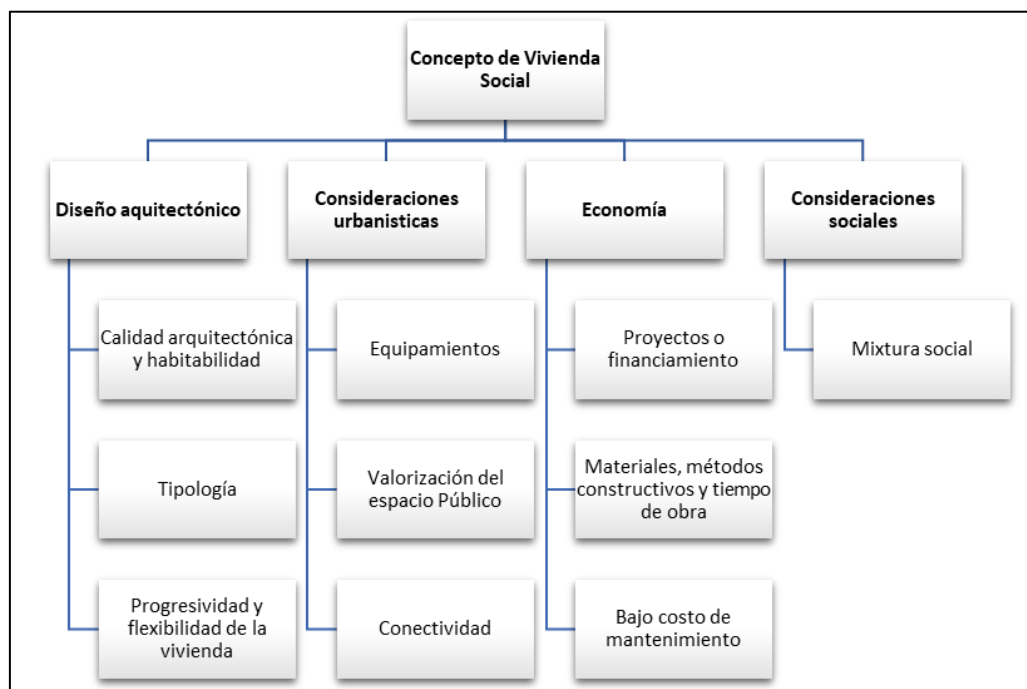 Concepto de Vivienda
Social
Diseño aquitectónico
Consideraciones
urbanisticas
Economía
Consideraciones
sociales
Calidad arquitectónica
y habitabilidad
Equipamientos
Proyectos o
financiamiento
Mixtura social
Tipología
Valorización del
espacio Público
Materiales, métodos
constructivos y tiempo
de obra
Progresividad y
flexibilidad de la
vivienda
Conectividad
Bajo costo de
mantenimiento